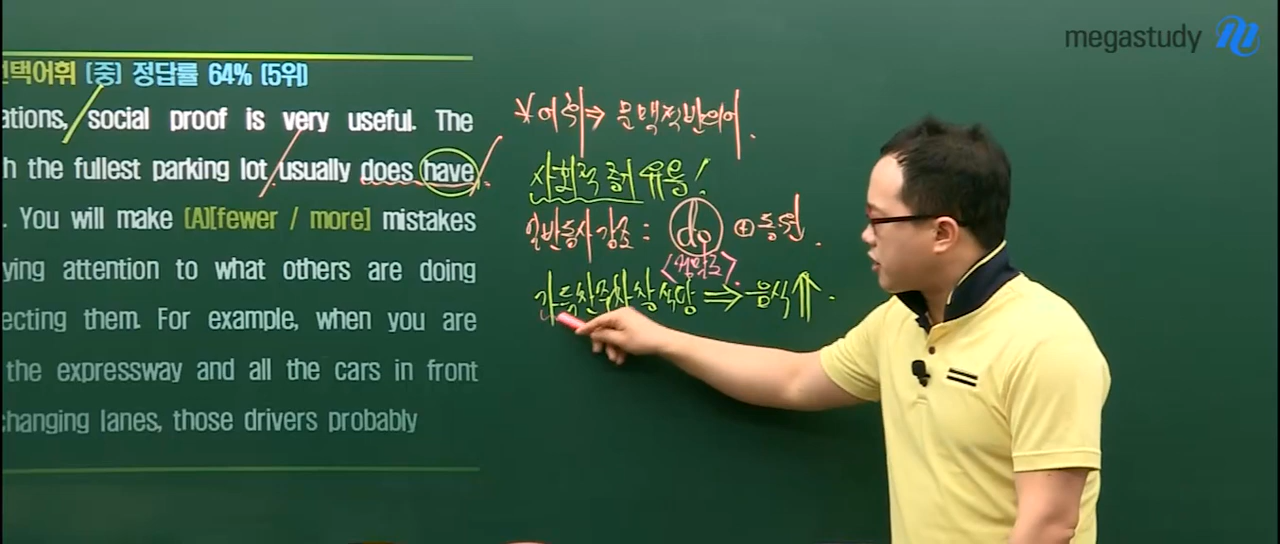 megastudy
선택어휘 (중) 정답률 64% (5위)
ations, social proof is very useful. The
h the fullest parking lot usually does have
. You will make (A)[fewer / more] mistakes
ying attention to what others are doing
ecting them. For example, when you are
the expressway and all the cars in front
changing lanes, those drivers probably
*어휘⇒ 문맥적반의어.
사회적 증거 유용!
일반동사 강조 : do ⊕동원.
<정말로>
가득찬주차장 식당 ⇒음식⇑.